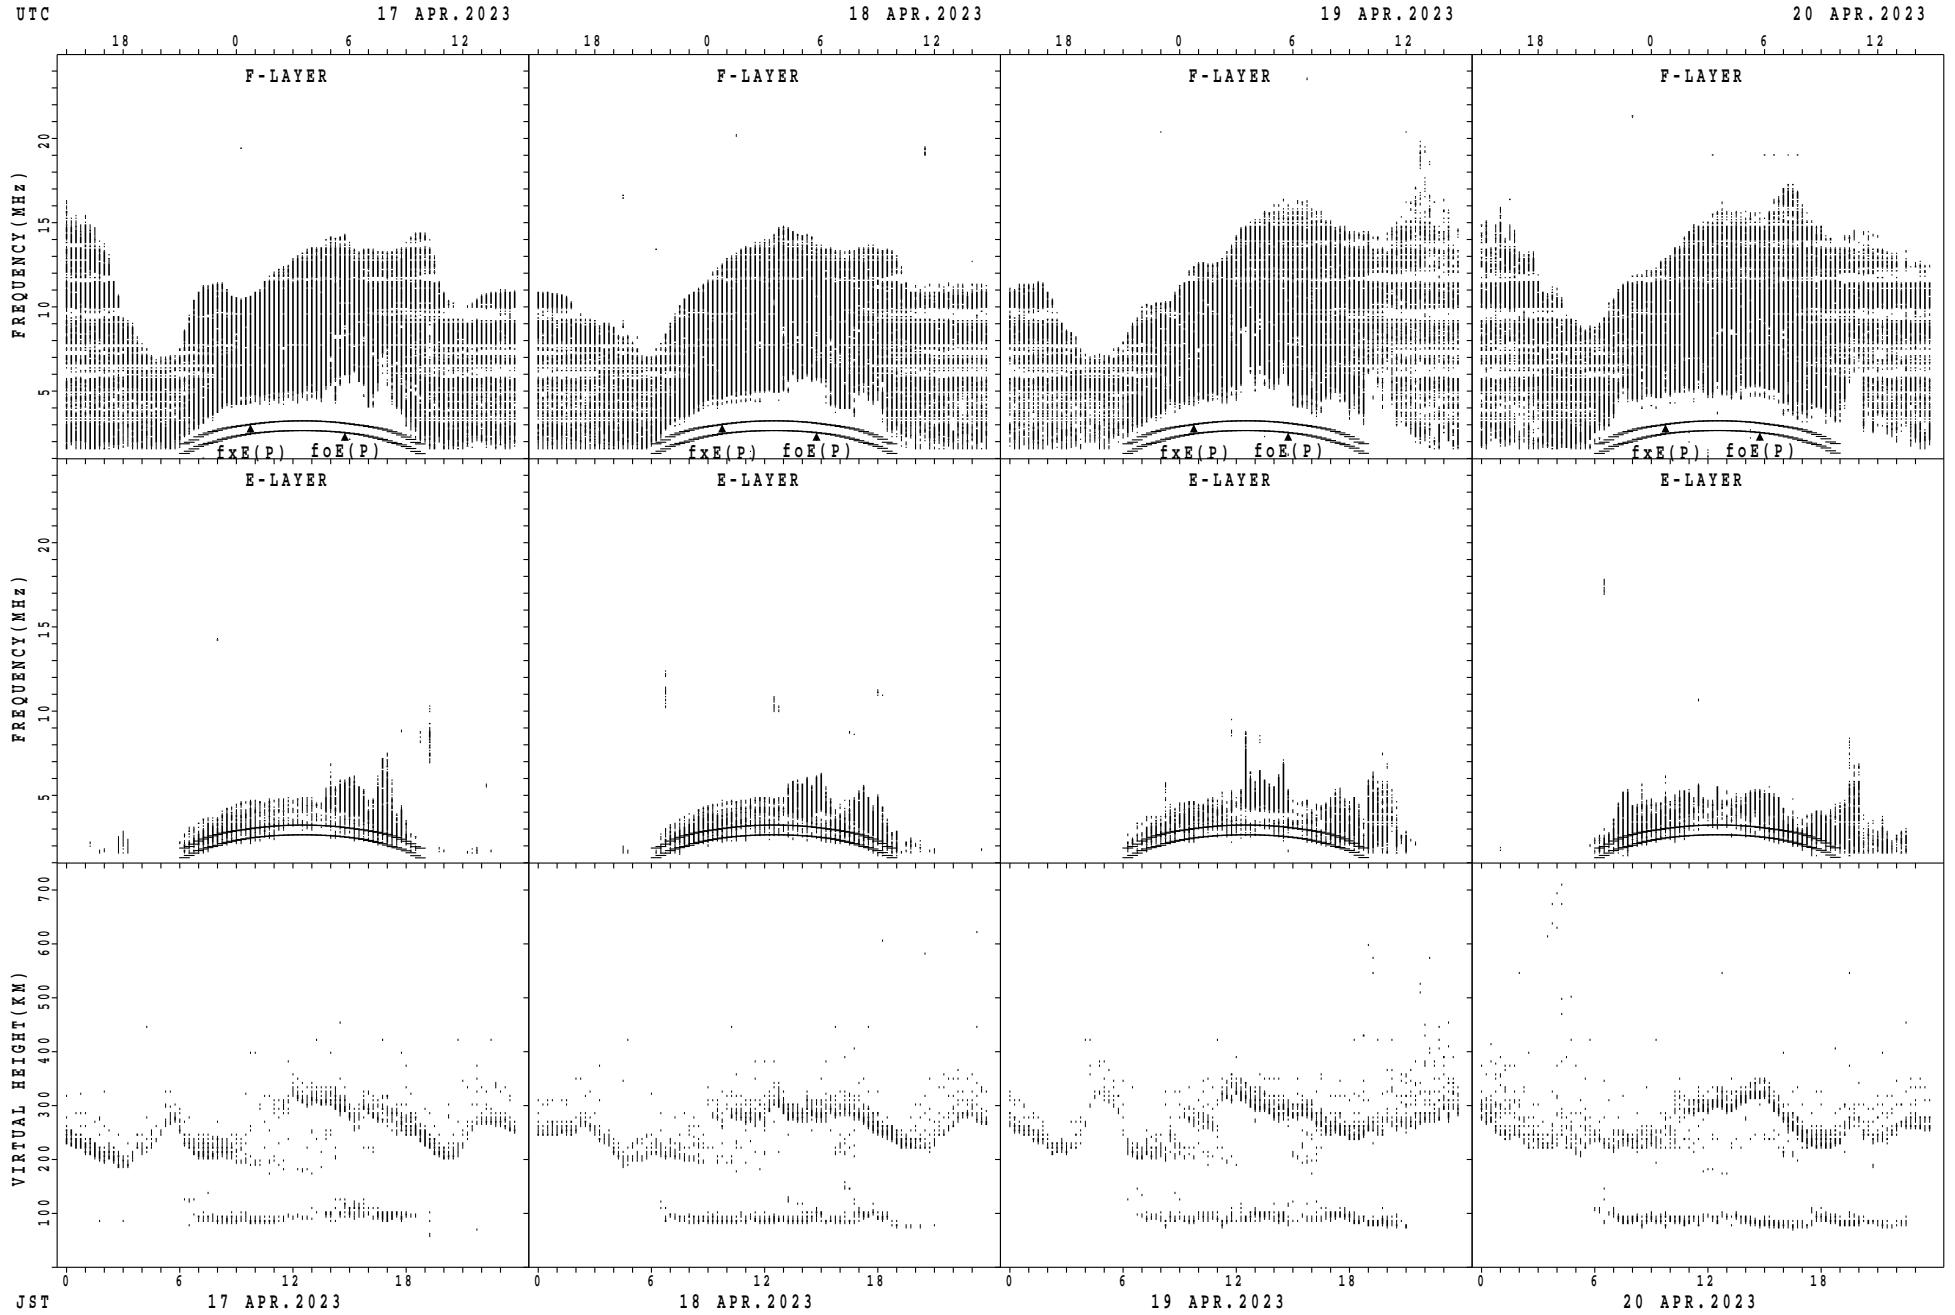 UTC 17 APR.2023 18 APR.2023 19 APR.2023 20 APR.2023
18 0 6 12 18 0 6 12 18 0 6 12 18 0 6 12
F-LAYER F-LAYER F-LAYER F-LAYER
FREQUENCY(MHz)
20
15
10
5
fxE(P) foE(P) fxE(P) foE(P) fxE(P) foE(P) fxE(P) foE(P)
E-LAYER E-LAYER E-LAYER E-LAYER
FREQUENCY(MHz)
20
15
10
5
VIRTUAL HEIGHT(KM)
700
600
500
400
300
200
100
0 6 12 18 0 6 12 18 0 6 12 18 0 6 12 18
JST 17 APR.2023 18 APR.2023 19 APR.2023 20 APR.2023